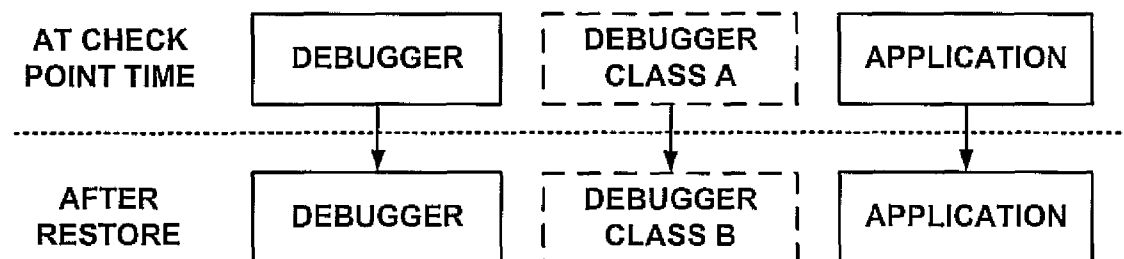 AT CHECK
POINT TIME
DEBUGGER
DEBUGGER
CLASS A
APPLICATION
AFTER
RESTORE
DEBUGGER
DEBUGGER
CLASS B
APPLICATION